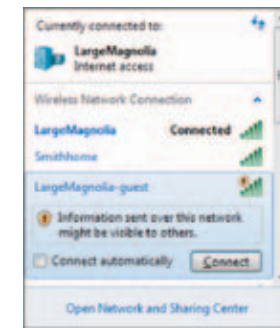 Currently connected to:
LargeMagnolia
Internet access
Wireless Network Connection
LargeMagnolia Connected
Smithhome
LargeMagnolia-guest
Information sent over this network
might be visible to others.
Connect automatically Connect
Open Network and Sharing Center